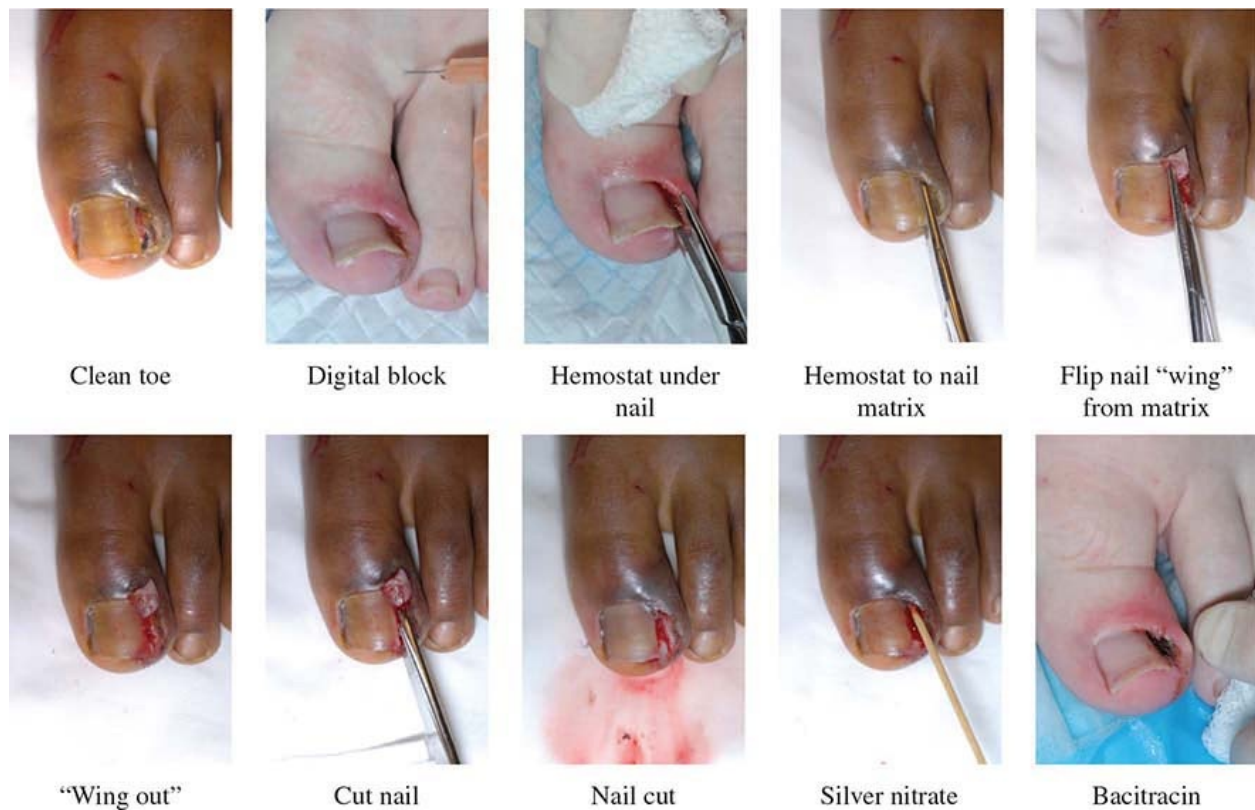 Clean toe
Digital block
Hemostat under
nail
Hemostat to nail
matrix
Flip nail “wing”
from matrix
“Wing out”
Cut nail
Nail cut
Silver nitrate
Bacitracin